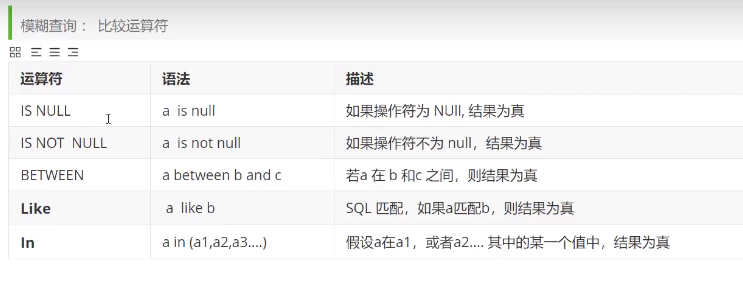 模糊查询： 比较运算符
运算符 语法 描述
IS NULL a is null 如果操作符为 NUll, 结果为真
IS NOT NULL a is not null 如果操作符不为 null，结果为真
BETWEEN a between b and c 若a 在 b 和c 之间，则结果为真
Like a like b SQL 匹配，如果a匹配b，则结果为真
In a in (a1,a2,a3....) 假设a在a1，或者a2.... 其中的某一个值中，结果为真